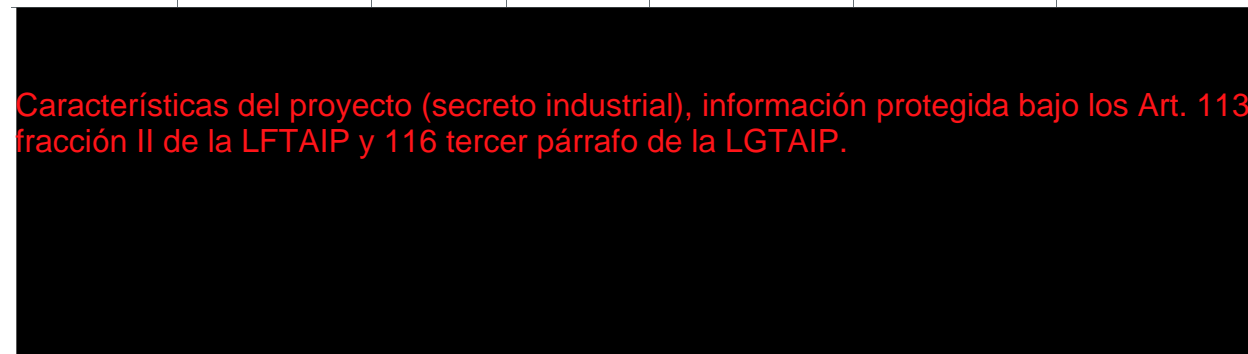 Características del proyecto (secreto industrial), información protegida bajo los Art. 113
fracción II de la LFTAIP y 116 tercer párrafo de la LGTAIP.